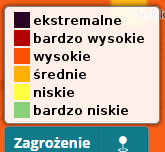 ekstremalne
bardzo wysokie
wysokie
średnie
niskie
bardzo niskie
Zagrożenie